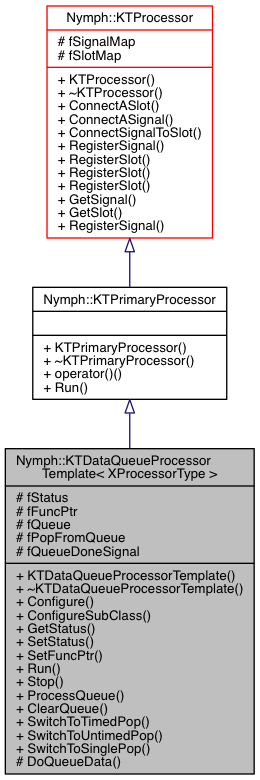 Nymph::KTProcessor
# fSignalMap
# fSlotMap
+ KTProcessor()
+ ~KTProcessor()
+ ConnectASlot()
+ ConnectASignal()
+ ConnectSignalToSlot()
+ RegisterSignal()
+ RegisterSlot()
+ RegisterSlot()
+ RegisterSlot()
+ GetSignal()
+ GetSlot()
+ RegisterSignal()
Nymph::KTPrimaryProcessor
+ KTPrimaryProcessor()
+ ~KTPrimaryProcessor()
+ operator()()
+ Run()
Nymph::KTDataQueueProcessor
Template< XProcessorType >
# fStatus
# fFuncPtr
# fQueue
# fPopFromQueue
# fQueueDoneSignal
+ KTDataQueueProcessorTemplate()
+ ~KTDataQueueProcessorTemplate()
+ Configure()
+ ConfigureSubClass()
+ GetStatus()
+ SetStatus()
+ SetFuncPtr()
+ Run()
+ Stop()
+ ProcessQueue()
+ ClearQueue()
+ SwitchToTimedPop()
+ SwitchToUntimedPop()
+ SwitchToSinglePop()
# DoQueueData()